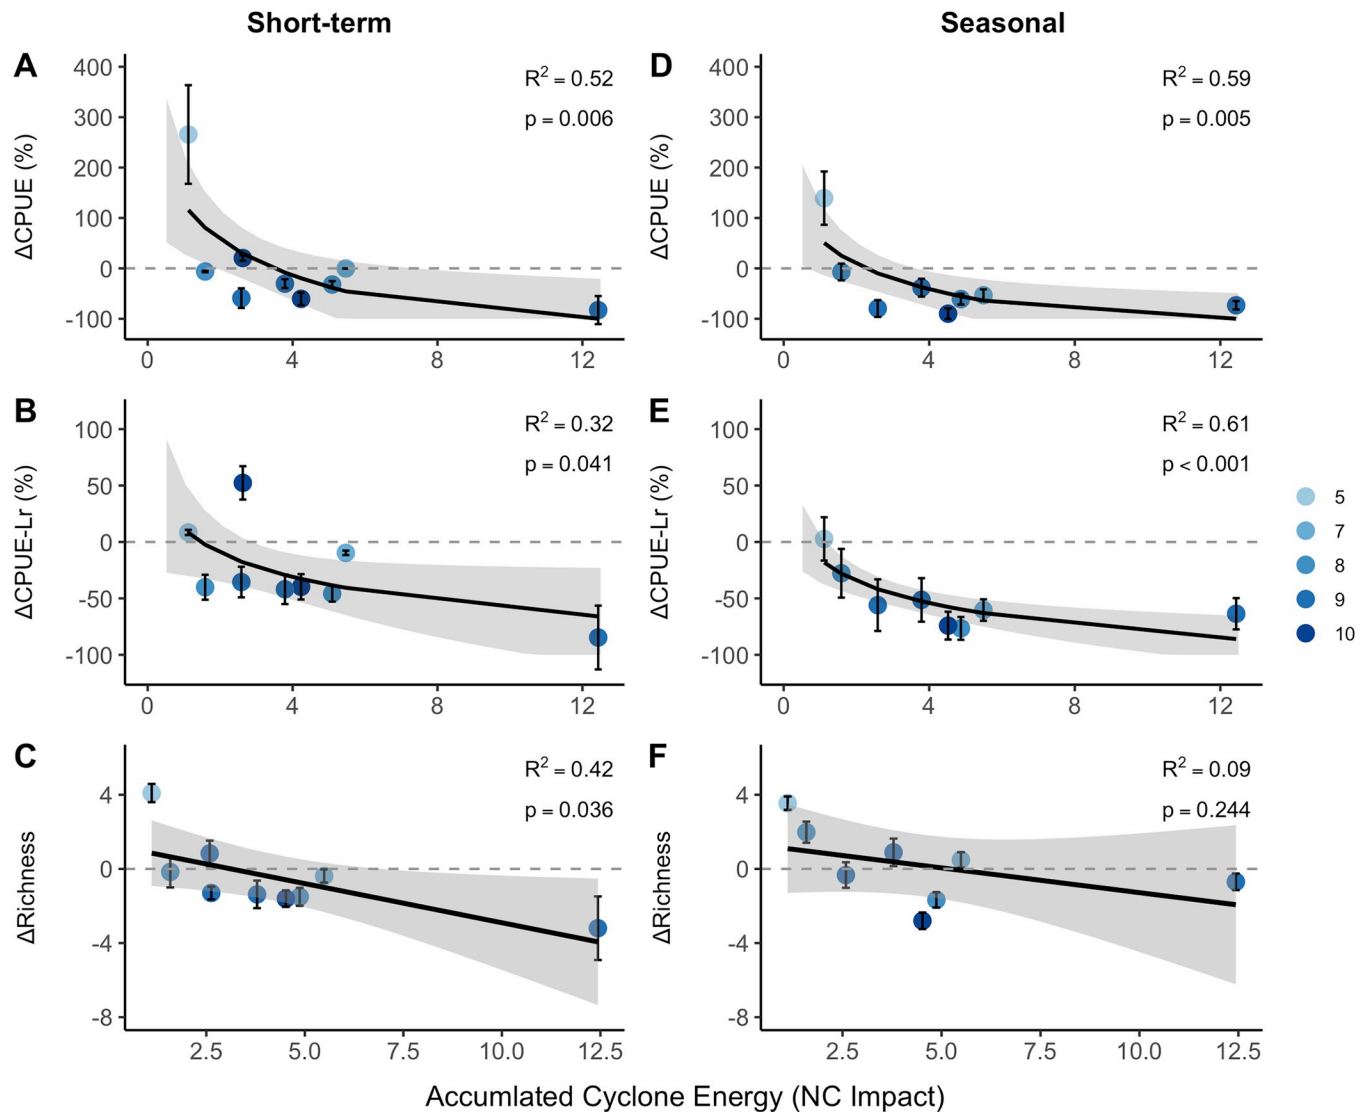 Short-term
Seasonal
A
400
300
200
100
0
-100
ΔCPUE (%)
R² = 0.52
p = 0.006
0
4
8
12
D
400
300
200
100
0
-100
ΔCPUE (%)
R² = 0.59
p = 0.005
0
4
8
12
B
100
50
0
-50
-100
ΔCPUE-Lr (%)
R² = 0.32
p = 0.041
0
4
8
12
E
100
50
0
-50
-100
ΔCPUE-Lr (%)
R² = 0.61
p < 0.001
0
4
8
12
5
7
8
9
10
C
4
0
-4
-8
ΔRichness
R² = 0.42
p = 0.036
2.5
5.0
7.5
10.0
12.5
F
4
0
-4
-8
ΔRichness
R² = 0.09
p = 0.244
2.5
5.0
7.5
10.0
12.5
Accumlated Cyclone Energy (NC Impact)